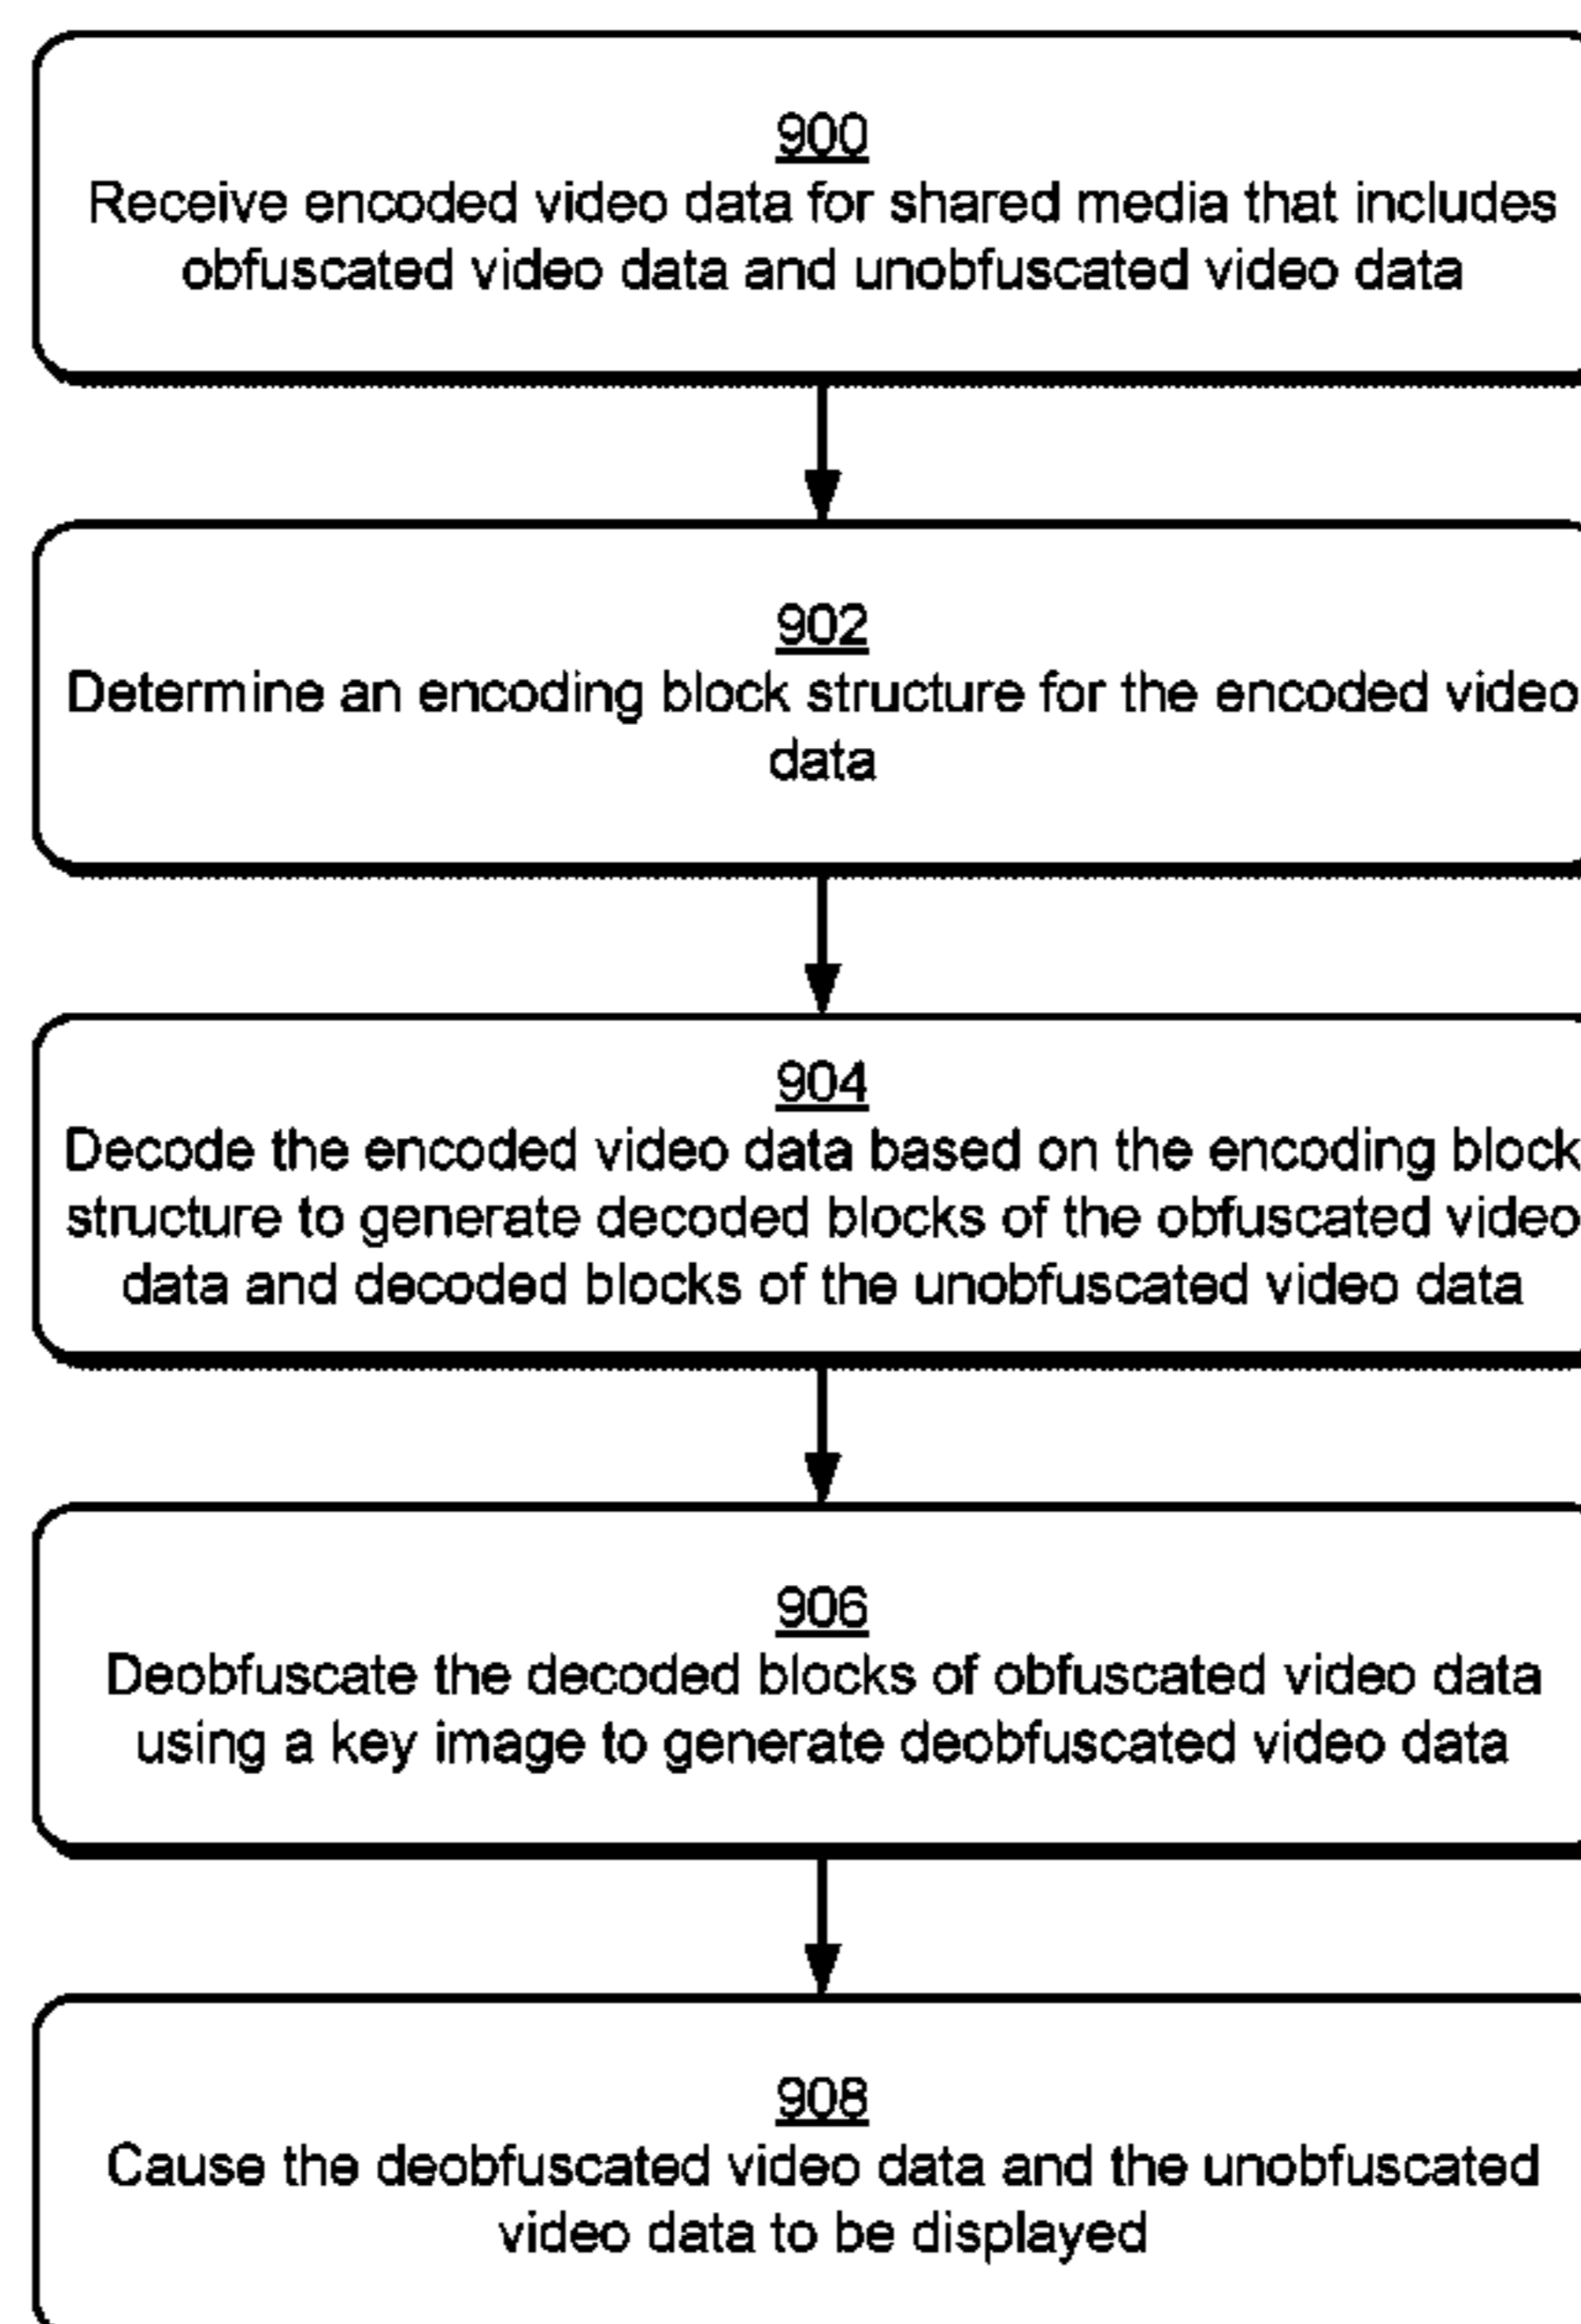 900
Receive encoded video data for shared media that includes
obfuscated video data and unobfuscated video data
902
Determine an encoding block structure for the encoded video
data
904
Decode the encoded video data based on the encoding block
structure to generate decoded blocks of the obfuscated video
data and decoded blocks of the unobfuscated video data
906
Deobfuscate the decoded blocks of obfuscated video data
using a key image to generate deobfuscated video data
908
Cause the deobfuscated video data and the unobfuscated
video data to be displayed